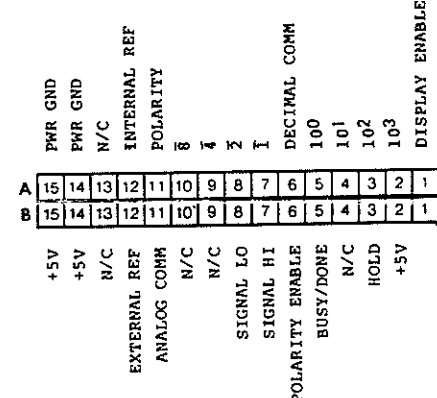 PWR GND
PWR GND
N/C
INTERNAL REF
POLARITY
8̅
4̅
2̅
1̅
DECIMAL COMM
10⁰
10¹
10²
10³
DISPLAY ENABLE
A 15 14 13 12 11 10 9 8 7 6 5 4 3 2 1
B 15 14 13 12 11 10 9 8 7 6 5 4 3 2 1
+5V
+5V
N/C
EXTERNAL REF
ANALOG COMM
N/C
N/C
SIGNAL LO
SIGNAL HI
POLARITY ENABLE
BUSY/DONE
N/C
HOLD
+5V